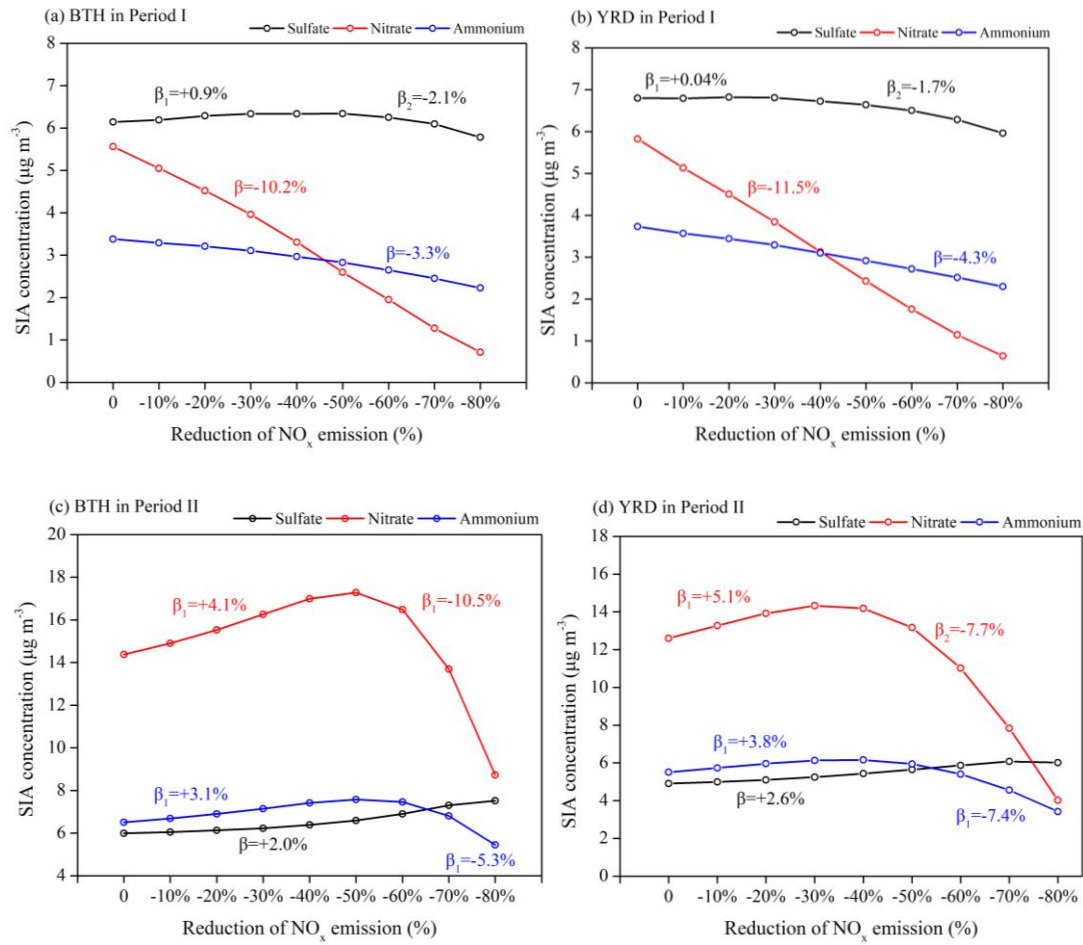 (a) BTH in Period I
Sulfate Nitrate Ammonium
8
7
6
5
4
3
2
1
0
SIA concentration (μg m-3)
β1=+0.9%
β2=-2.1%
β=-10.2%
β=-3.3%
0 -10% -20% -30% -40% -50% -60% -70% -80%
Reduction of NOx emission (%)
(b) YRD in Period I
Sulfate Nitrate Ammonium
8
7
6
5
4
3
2
1
0
SIA concentration (μg m-3)
β1=+0.04%
β2=-1.7%
β=-11.5%
β=-4.3%
0 -10% -20% -30% -40% -50% -60% -70% -80%
Reduction of NOx emission (%)
(c) BTH in Period II
Sulfate Nitrate Ammonium
20
18
16
14
12
10
8
6
4
SIA concentration (μg m-3)
β1=+4.1%
β1=-10.5%
β1=+3.1%
β=+2.0%
β1=-5.3%
0 -10% -20% -30% -40% -50% -60% -70% -80%
Reduction of NOx emission (%)
(d) YRD in Period II
Sulfate Nitrate Ammonium
18
16
14
12
10
8
6
4
2
0
SIA concentration (μg m-3)
β1=+5.1%
β2=-7.7%
β1=+3.8%
β=+2.6%
β1=-7.4%
0 -10% -20% -30% -40% -50% -60% -70% -80%
Reduction of NOx emission (%)